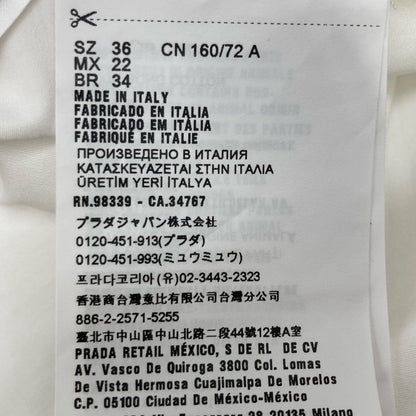 SZ 36 CN 160/72 A
MX 22
BR 34
MADE IN ITALY
FABRICADO EN ITALIA
FABRICADO EM ITÁLIA
FABRIQUÉ EN ITALIE
ПРОИЗВЕДЕНО В ИТАЛИЯ
ΚΑΤΑΣΚΕΥΑΖΕΤΑΙ ΣΤΗΝ ΙΤΑΛΙΑ
ÜRETİM YERİ İTALYA
RN.98339 - CA.34767
プラダジャパン株式会社
0120-451-913(プラダ)
0120-451-993(ミュウミュウ)
프라다코리아(유)02-3443-2323
香港商台灣意比有限公司台灣分公司
886-2-2571-5255
臺北市中山區中山北路二段44號12樓
PRADA RETAIL MÉXICO, S DE RL DE CV
AV. Vasco De Quiroga 3800 Col. Lomas
De Vista Hermosa Cuajimalpa De Morelos
C.P. 05100 Ciudad De México-México